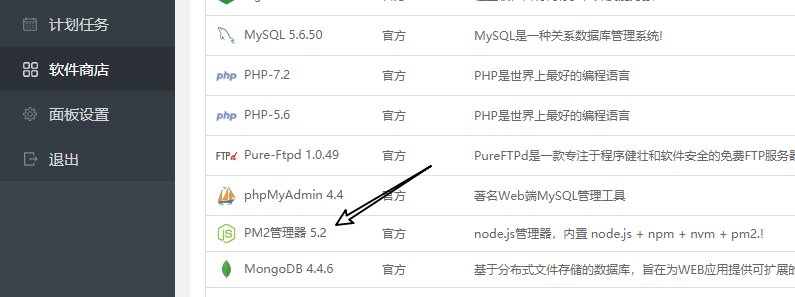 计划任务
软件商店
面板设置
退出
MySQL 5.6.50 官方 MySQL是一种关系数据库管理系统!
php PHP-7.2 官方 PHP是世界上最好的编程语言
php PHP-5.6 官方 PHP是世界上最好的编程语言
FTPd Pure-Ftpd 1.0.49 官方 PureFTPd是一款专注于程序健壮和软件安全的免费FTP服务器
phpMyAdmin 4.4 官方 著名Web端MySQL管理工具
JS PM2管理器 5.2 官方 node.js管理器，内置 node.js + npm + nvm + pm2.!
MongoDB 4.4.6 官方 基于分布式文件存储的数据库，旨在为WEB应用提供可扩展的